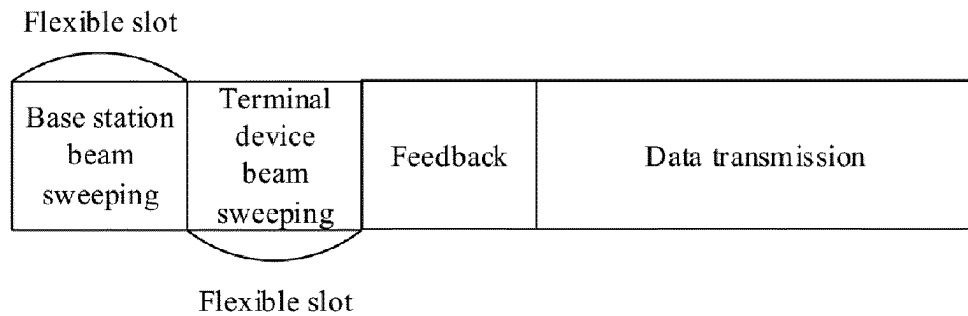 Flexible slot
Base station
beam
sweeping
Terminal
device
beam
sweeping
Feedback
Data transmission
Flexible slot